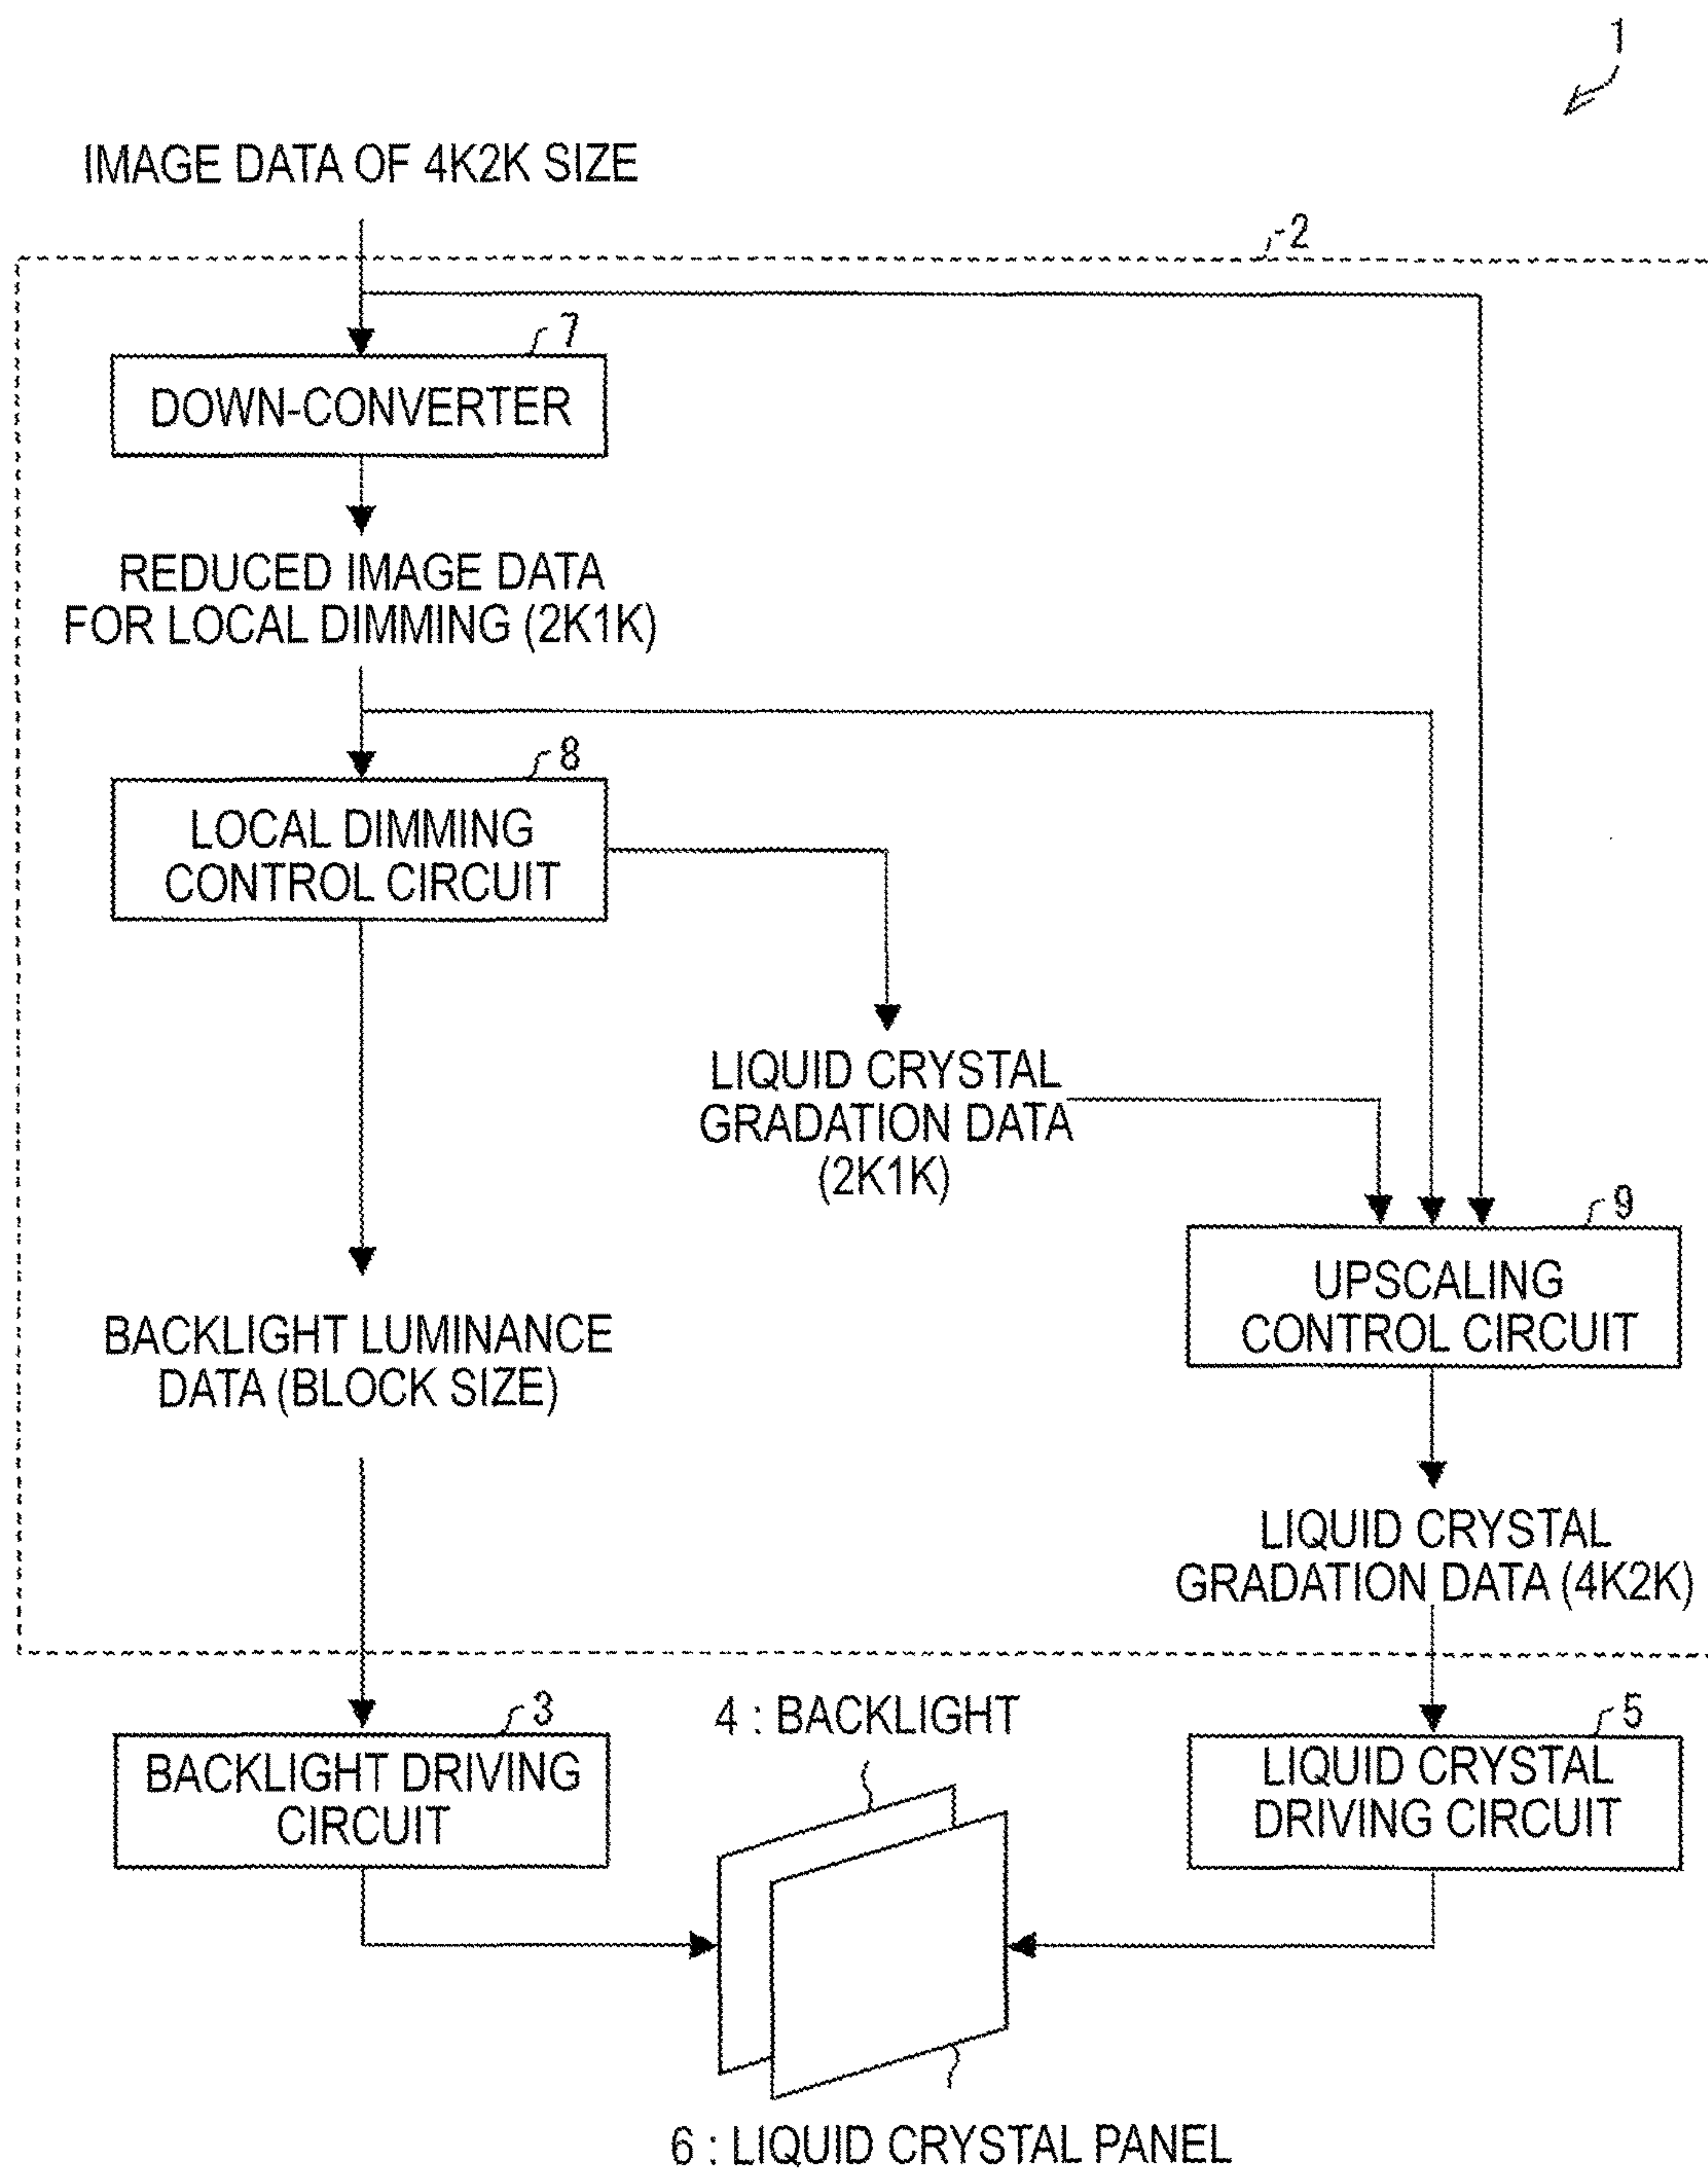 1
IMAGE DATA OF 4K2K SIZE
2
7
DOWN-CONVERTER
REDUCED IMAGE DATA
FOR LOCAL DIMMING (2K1K)
8
LOCAL DIMMING
CONTROL CIRCUIT
LIQUID CRYSTAL
GRADATION DATA
(2K1K)
9
UPSCALING
CONTROL CIRCUIT
BACKLIGHT LUMINANCE
DATA (BLOCK SIZE)
LIQUID CRYSTAL
GRADATION DATA (4K2K)
3
BACKLIGHT DRIVING
CIRCUIT
4 : BACKLIGHT
5
LIQUID CRYSTAL
DRIVING CIRCUIT
6 : LIQUID CRYSTAL PANEL